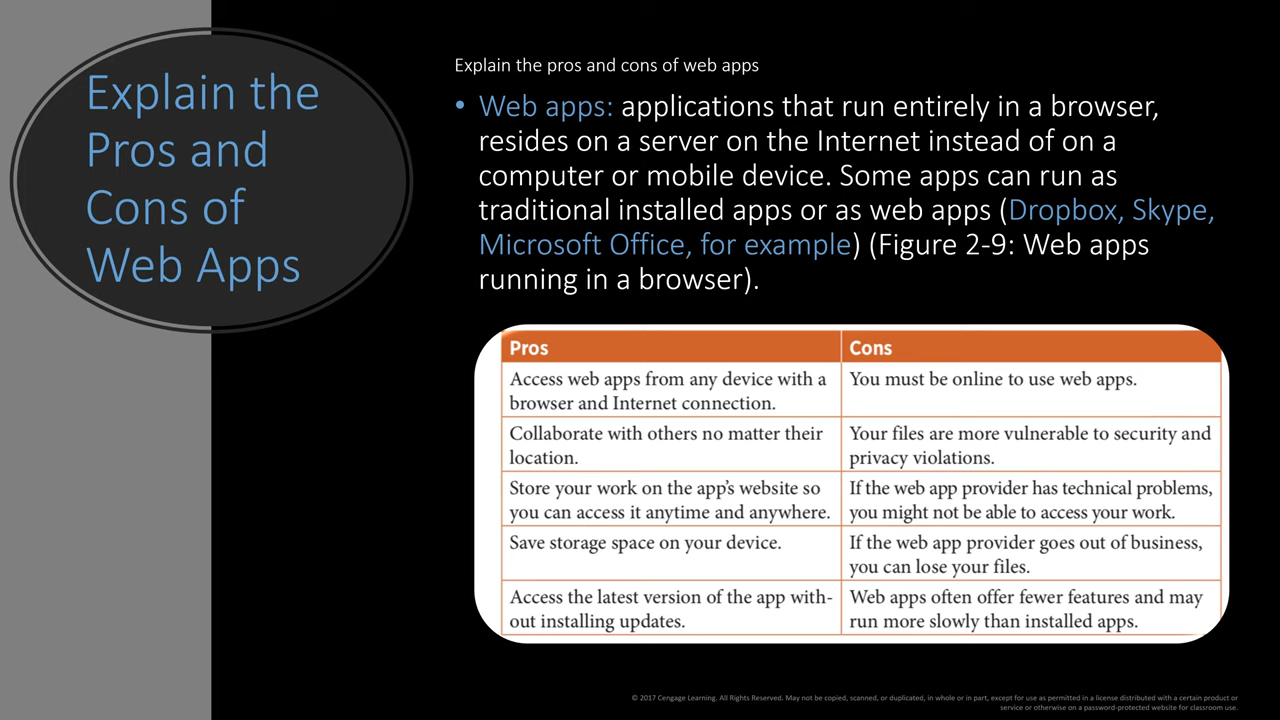 Explain the
Pros and
Cons of
Web Apps
Explain the pros and cons of web apps
• Web apps: applications that run entirely in a browser,
resides on a server on the Internet instead of on a
computer or mobile device. Some apps can run as
traditional installed apps or as web apps (Dropbox, Skype,
Microsoft Office, for example) (Figure 2-9: Web apps
running in a browser).
Pros
Cons
Access web apps from any device with a
browser and Internet connection.
You must be online to use web apps.
Collaborate with others no matter their
location.
Your files are more vulnerable to security and
privacy violations.
Store your work on the app's website so
you can access it anytime and anywhere.
If the web app provider has technical problems,
you might not be able to access your work.
Save storage space on your device.
If the web app provider goes out of business,
you can lose your files.
Access the latest version of the app with-
out installing updates.
Web apps often offer fewer features and may
run more slowly than installed apps.
© 2017 Cengage Learning. All Rights Reserved. May not be copied, scanned, or duplicated, in whole or in part, except for use as permitted in a license distributed with a certain product or
service or otherwise on a password-protected website for classroom use.